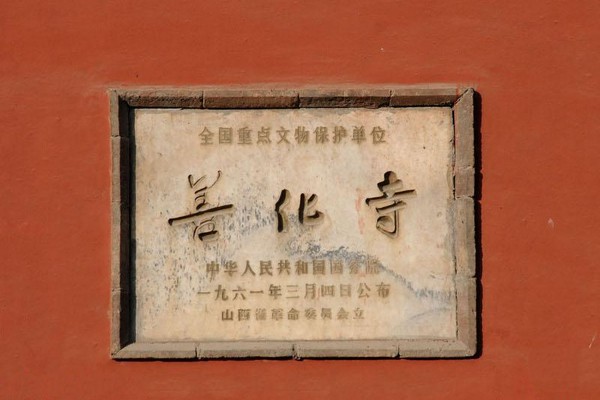 全国重点文物保护单位
善化寺
中华人民共和国国务院
一九六一年三月四日公布
山西省革命委员会立